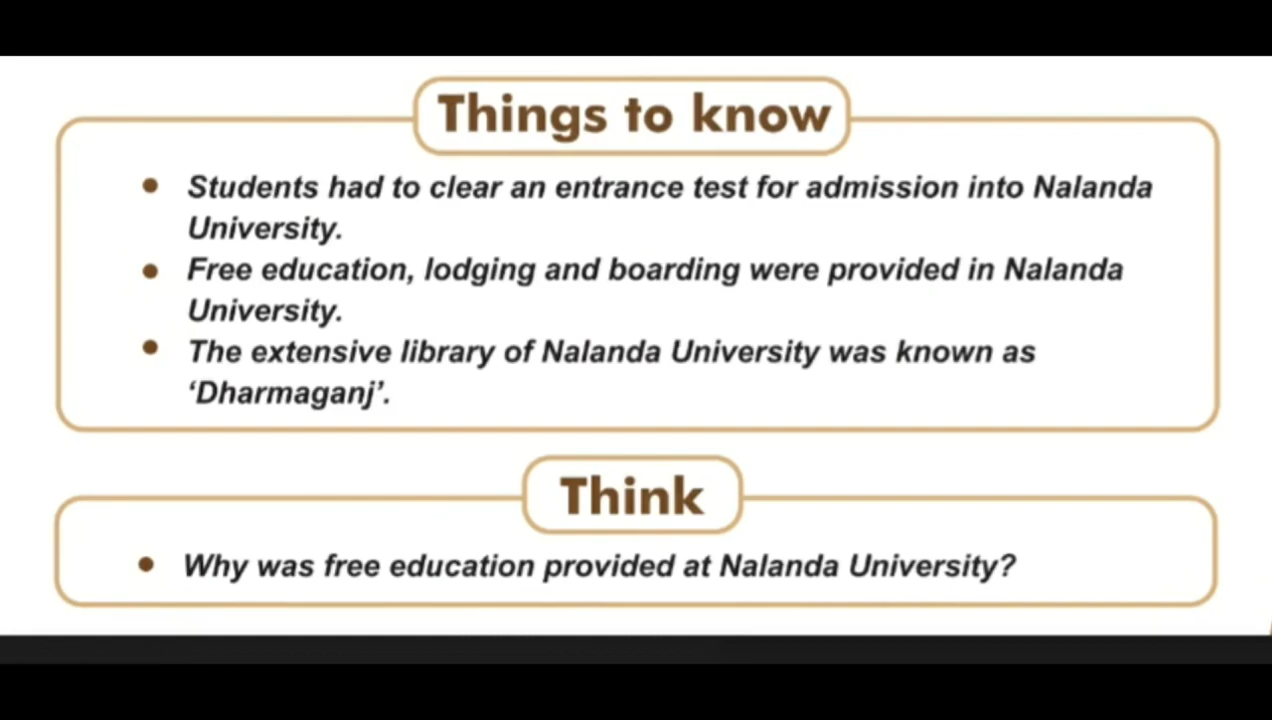 Things to know
• Students had to clear an entrance test for admission into Nalanda
University.
• Free education, lodging and boarding were provided in Nalanda
University.
• The extensive library of Nalanda University was known as
‘Dharmaganj’.
Think
• Why was free education provided at Nalanda University?